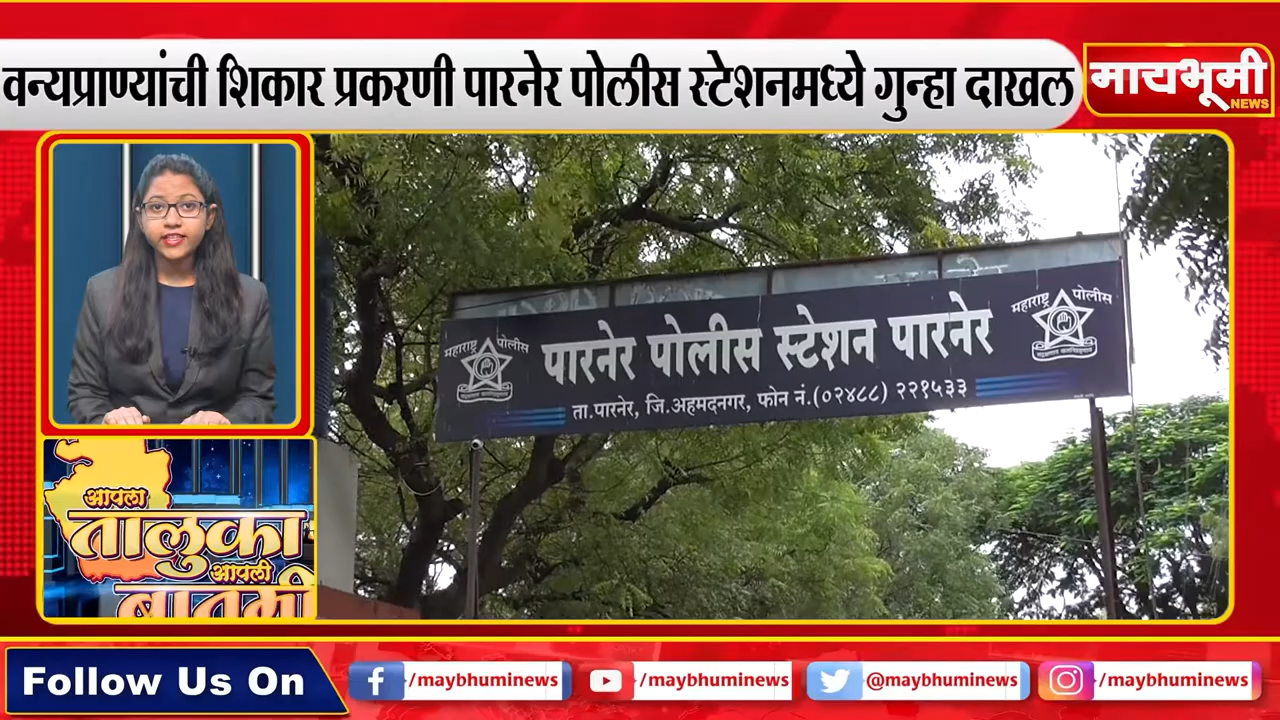 वन्यप्राण्यांची शिकार प्रकरणी पारनेर पोलीस स्टेशनमध्ये गुन्हा दाखल
मायभूमी
NEWS
महाराष्ट्र पोलीस
पारनेर पोलीस स्टेशन पारनेर
महाराष्ट्र पोलीस
ता.पारनेर, जि.अहमदनगर, फोन नं.(०२४८८) २२१५३३
आपला
तालुका
आपली
बातमी
Follow Us On
/maybhuminews
/maybhuminews
@maybhuminews
/maybhuminews